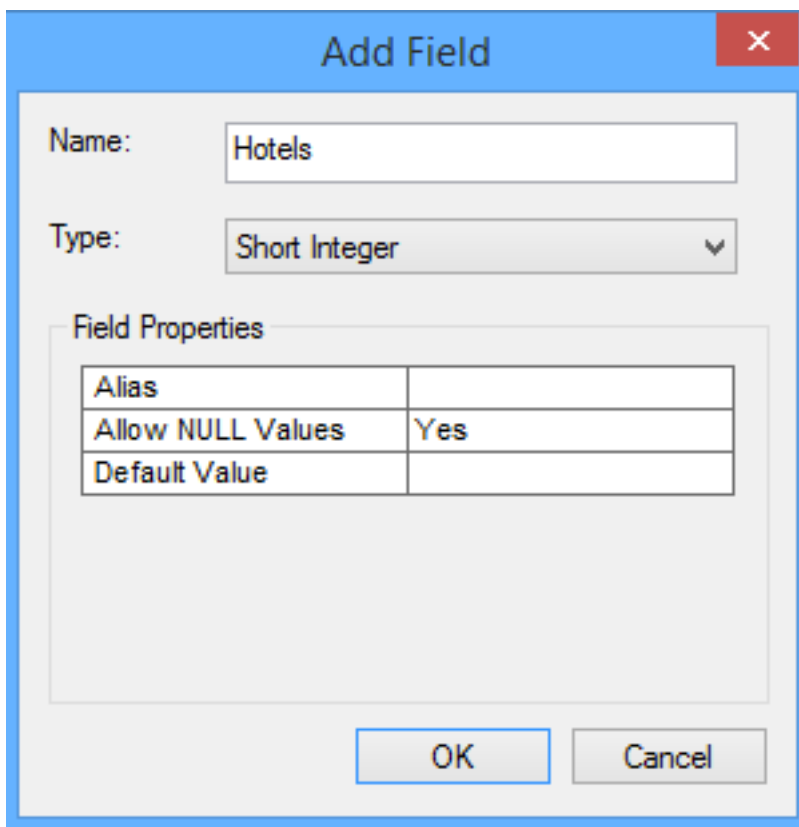 Add Field
Name:
Hotels
Type:
Short Integer
Field Properties
Alias
Allow NULL Values Yes
Default Value
OK Cancel